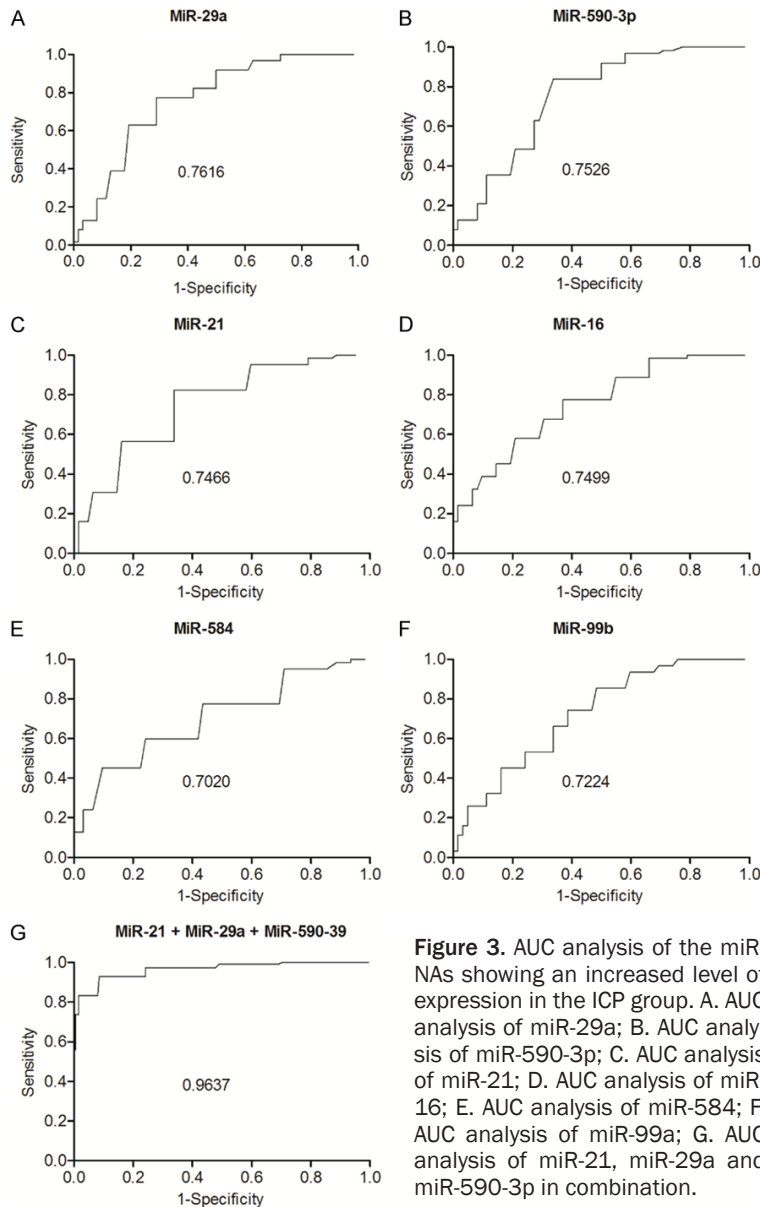 A
MiR-29a
Sensitivity
1.0
0.8
0.6
0.4
0.2
0.0
0.7616
0.0 0.2 0.4 0.6 0.8 1.0
1-Specificity
B
MiR-590-3p
Sensitivity
1.0
0.8
0.6
0.4
0.2
0.0
0.7526
0.0 0.2 0.4 0.6 0.8 1.0
1-Specificity
C
MiR-21
Sensitivity
1.0
0.8
0.6
0.4
0.2
0.0
0.7466
0.0 0.2 0.4 0.6 0.8 1.0
1-Specificity
D
MiR-16
Sensitivity
1.0
0.8
0.6
0.4
0.2
0.0
0.7499
0.0 0.2 0.4 0.6 0.8 1.0
1-Specificity
E
MiR-584
Sensitivity
1.0
0.8
0.6
0.4
0.2
0.0
0.7020
0.0 0.2 0.4 0.6 0.8 1.0
1-Specificity
F
MiR-99b
Sensitivity
1.0
0.8
0.6
0.4
0.2
0.0
0.7224
0.0 0.2 0.4 0.6 0.8 1.0
1-Specificity
G
MiR-21 + MiR-29a + MiR-590-39
Sensitivity
1.0
0.8
0.6
0.4
0.2
0.0
0.9637
0.0 0.2 0.4 0.6 0.8 1.0
1-Specificity
Figure 3. AUC analysis of the miR-
NAs showing an increased level of
expression in the ICP group. A. AUC
analysis of miR-29a; B. AUC analy-
sis of miR-590-3p; C. AUC analysis
of miR-21; D. AUC analysis of miR-
16; E. AUC analysis of miR-584; F.
AUC analysis of miR-99a; G. AUC
analysis of miR-21, miR-29a and
miR-590-3p in combination.